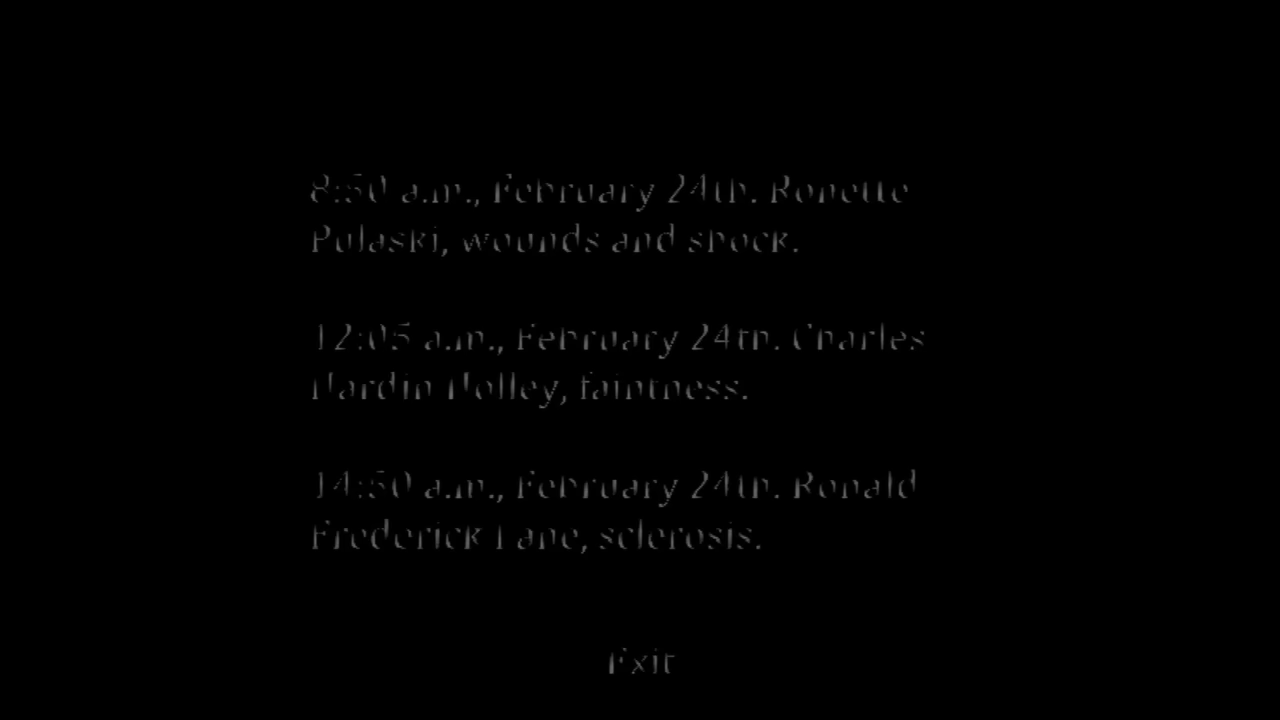 8:50 a.m., February 24th. Ronette
Pulaski, wounds and shock.
12:05 a.m., February 24th. Charles
Hardin Holley, faintness.
14:50 a.m., February 24th. Ronald
Frederick Lane, sclerosis.
Exit